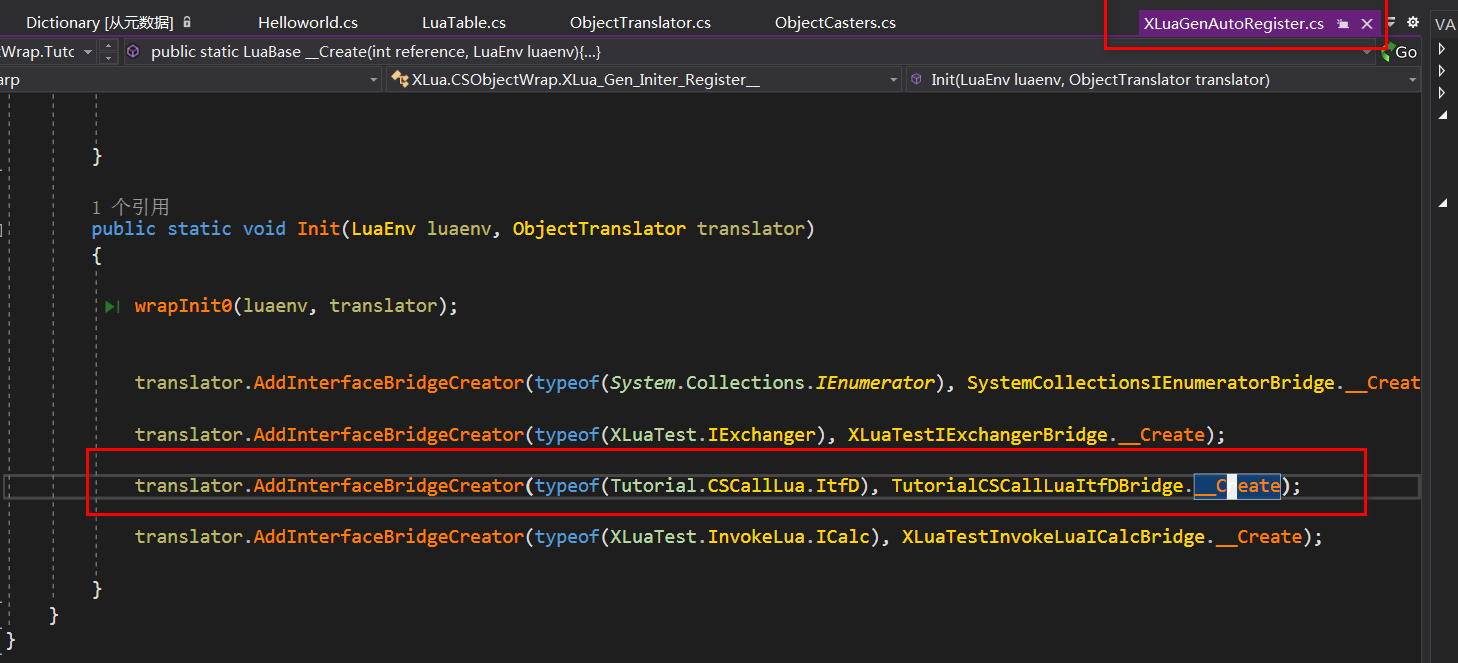 Dictionary [从元数据] Helloworld.cs LuaTable.cs ObjectTranslator.cs ObjectCasters.cs XLuaGenAutoRegister.cs VA
tWrap.Tutc public static LuaBase __Create(int reference, LuaEnv luaenv){...} Go
arp XLua.CSObjectWrap.XLua_Gen_Initer_Register__ Init(LuaEnv luaenv, ObjectTranslator translator)
}
1 个引用
public static void Init(LuaEnv luaenv, ObjectTranslator translator)
{
wrapInit0(luaenv, translator);
translator.AddInterfaceBridgeCreator(typeof(System.Collections.IEnumerator), SystemCollectionsIEnumeratorBridge.__Creat
translator.AddInterfaceBridgeCreator(typeof(XLuaTest.IExchanger), XLuaTestIExchangerBridge.__Create);
translator.AddInterfaceBridgeCreator(typeof(Tutorial.CSCallLua.ItfD), TutorialCSCallLuaItfDBridge.__Create);
translator.AddInterfaceBridgeCreator(typeof(XLuaTest.InvokeLua.ICalc), XLuaTestInvokeLuaICalcBridge.__Create);
}
}
}